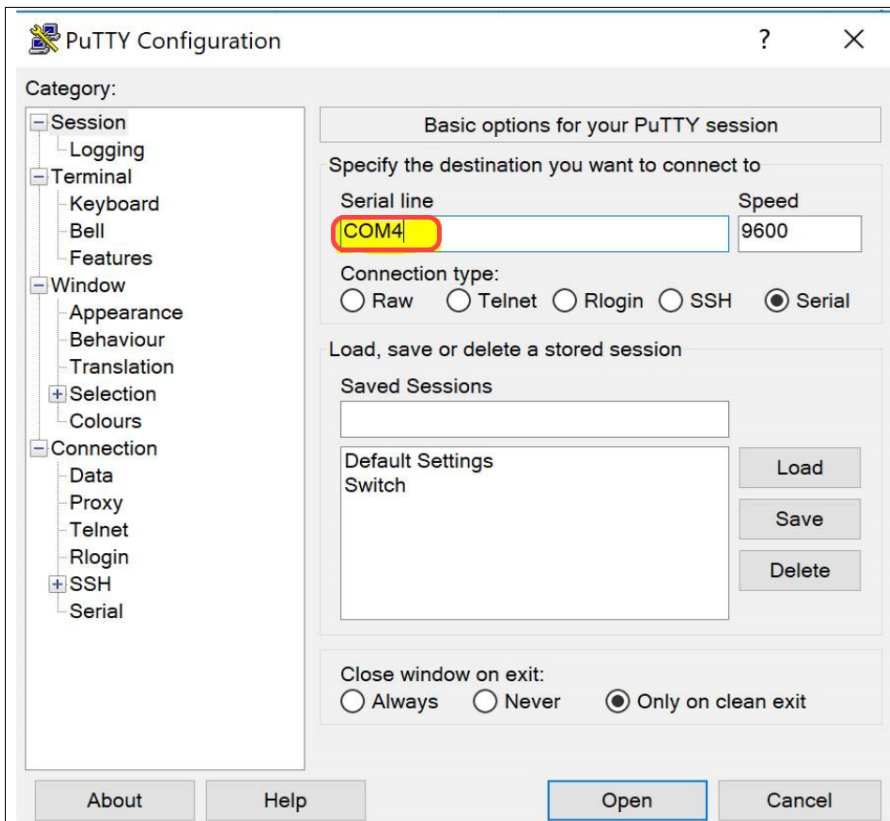 PuTTY Configuration
?
Category:
Session
Logging
Terminal
Keyboard
Bell
Features
Window
Appearance
Behaviour
Translation
Selection
Colours
Connection
Data
Proxy
Telnet
Rlogin
SSH
Serial
Basic options for your PuTTY session
Specify the destination you want to connect to
Serial line Speed
COM4 9600
Connection type:
Raw Telnet Rlogin SSH Serial
Load, save or delete a stored session
Saved Sessions
Default Settings
Switch
Load
Save
Delete
Close window on exit:
Always Never Only on clean exit
About Help Open Cancel